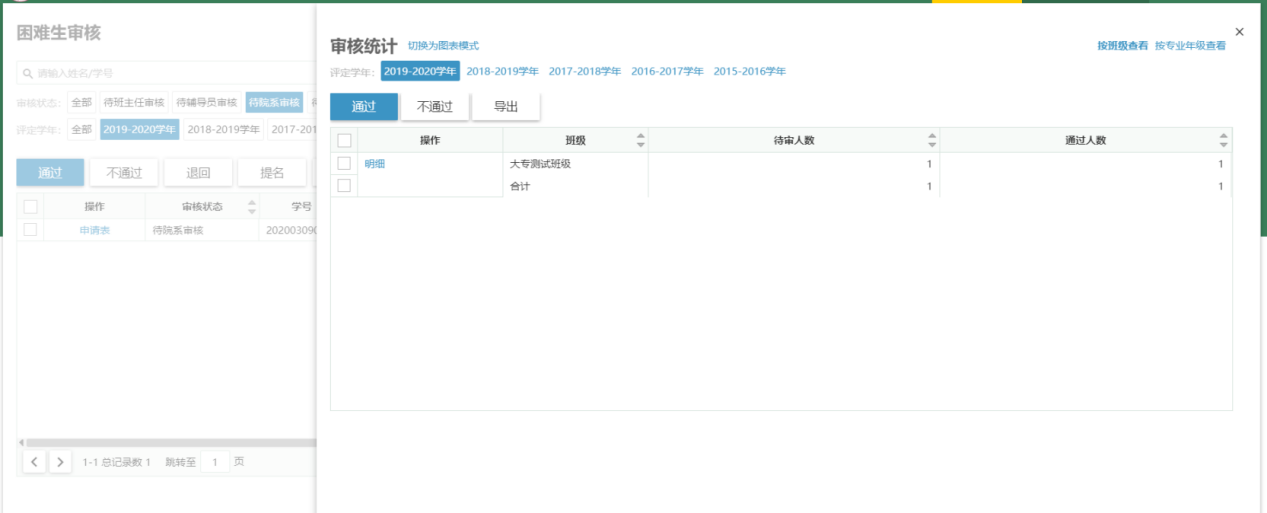 困难生审核
请输入姓名/学号
审核状态: 全部 待班主任审核 待辅导员审核 待院系审核
评定学年: 全部 2019-2020学年 2018-2019学年 2017-201
通过 不通过 退回 提名
操作 审核状态 学号
申请表 待院系审核 202003090
1-1 总记录数 1 跳转至 1 页
审核统计 切换为图表模式 按班级查看 按专业年级查看
评定学年: 2019-2020学年 2018-2019学年 2017-2018学年 2016-2017学年 2015-2016学年
通过 不通过 导出
操作 班级 待审人数 通过人数
明细 大专测试班级 1 1
合计 1 1